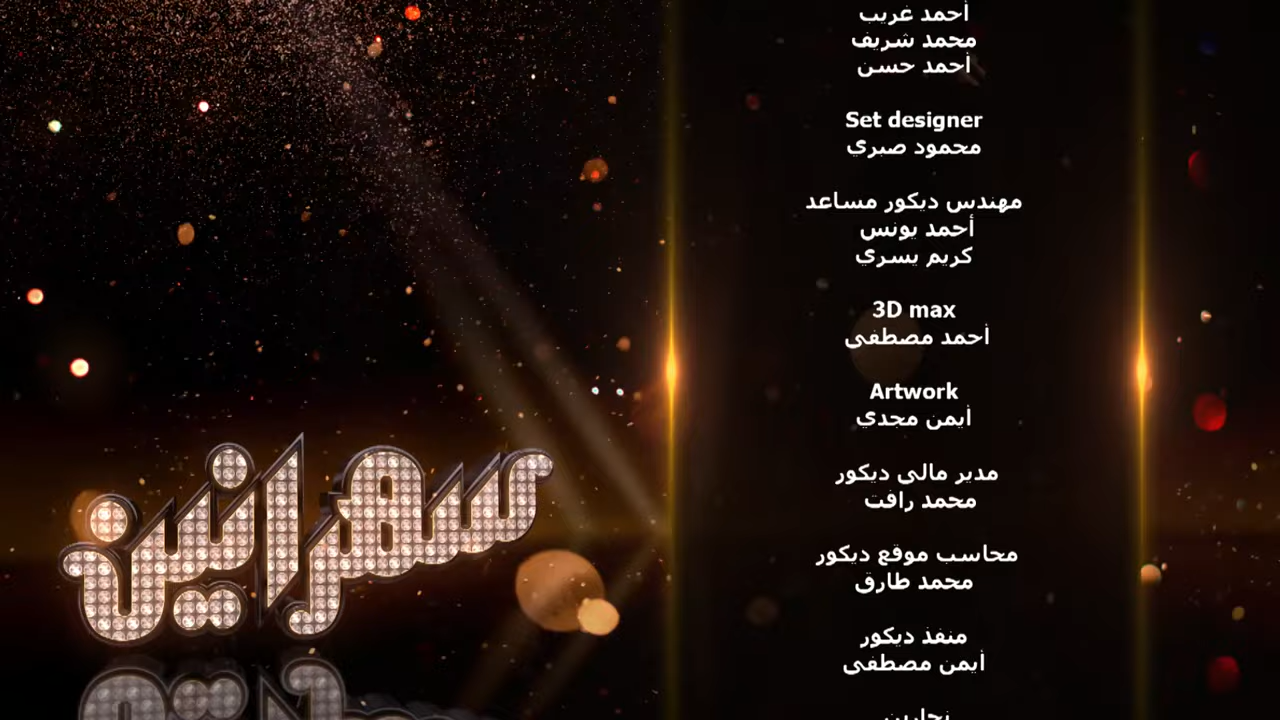 أحمد غريب
محمد شريف
أحمد حسن
Set designer
محمود صبري
مهندس ديكور مساعد
أحمد يونس
كريم يسري
3D max
احمد مصطفى
Artwork
أيمن مجدي
مدير مالى ديكور
محمد رافت
محاسب موقع ديكور
محمد طارق
منفذ ديكور
أيمن مصطفى
نجارين
سهرانين